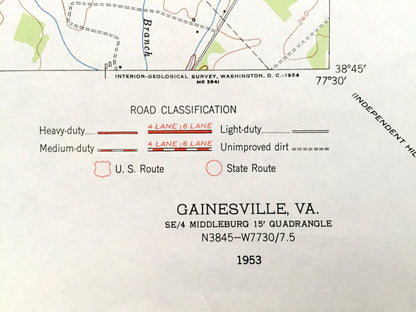 Branch
INTERIOR-GEOLOGICAL SURVEY, WASHINGTON, D. C.-1954
MR 2841
38°45'
77°30'
(INDEPENDENT HIL
ROAD CLASSIFICATION
Heavy-duty 4 LANE 6 LANE Light-duty
Medium-duty 4 LANE 6 LANE Unimproved dirt
U. S. Route State Route
GAINESVILLE, VA.
SE/4 MIDDLEBURG 15' QUADRANGLE
N3845—W7730/7.5
1953